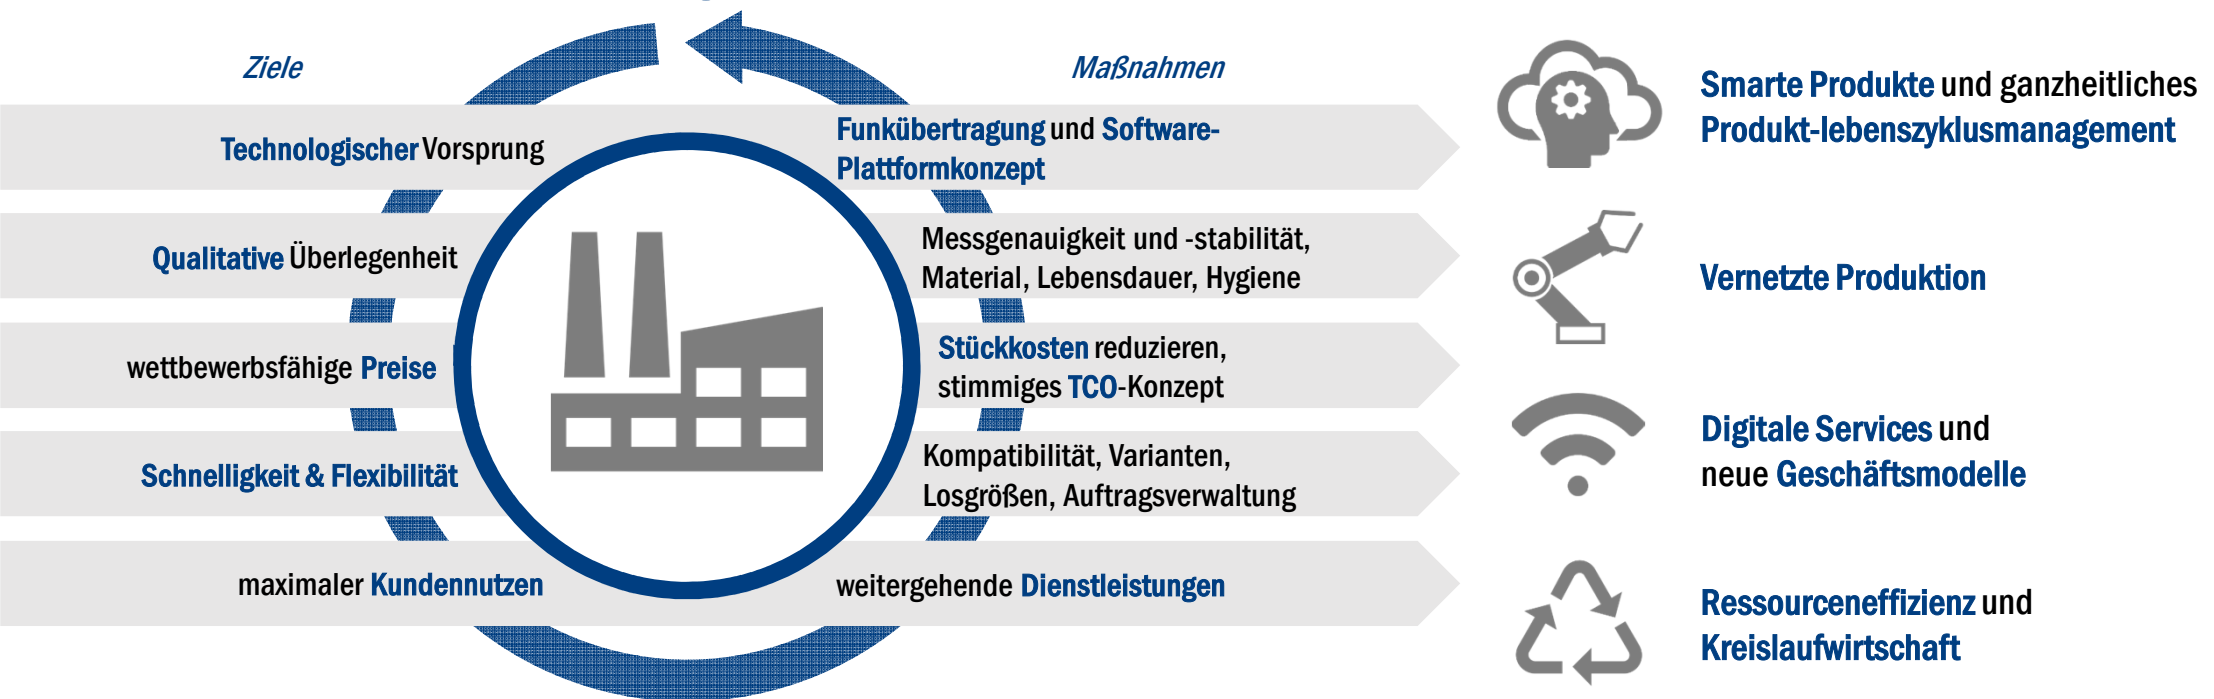 Ziele
Maßnahmen
Technologischer Vorsprung
Funkübertragung und Software-
Plattformkonzept
Qualitative Überlegenheit
Messgenauigkeit und -stabilität,
Material, Lebensdauer, Hygiene
wettbewerbsfähige Preise
Stückkosten reduzieren,
stimmiges TCO-Konzept
Schnelligkeit & Flexibilität
Kompatibilität, Varianten,
Losgrößen, Auftragsverwaltung
maximaler Kundennutzen
weitergehende Dienstleistungen
Smarte Produkte und ganzheitliches
Produkt-lebenszyklusmanagement
Vernetzte Produktion
Digitale Services und
neue Geschäftsmodelle
Ressourceneffizienz und
Kreislaufwirtschaft